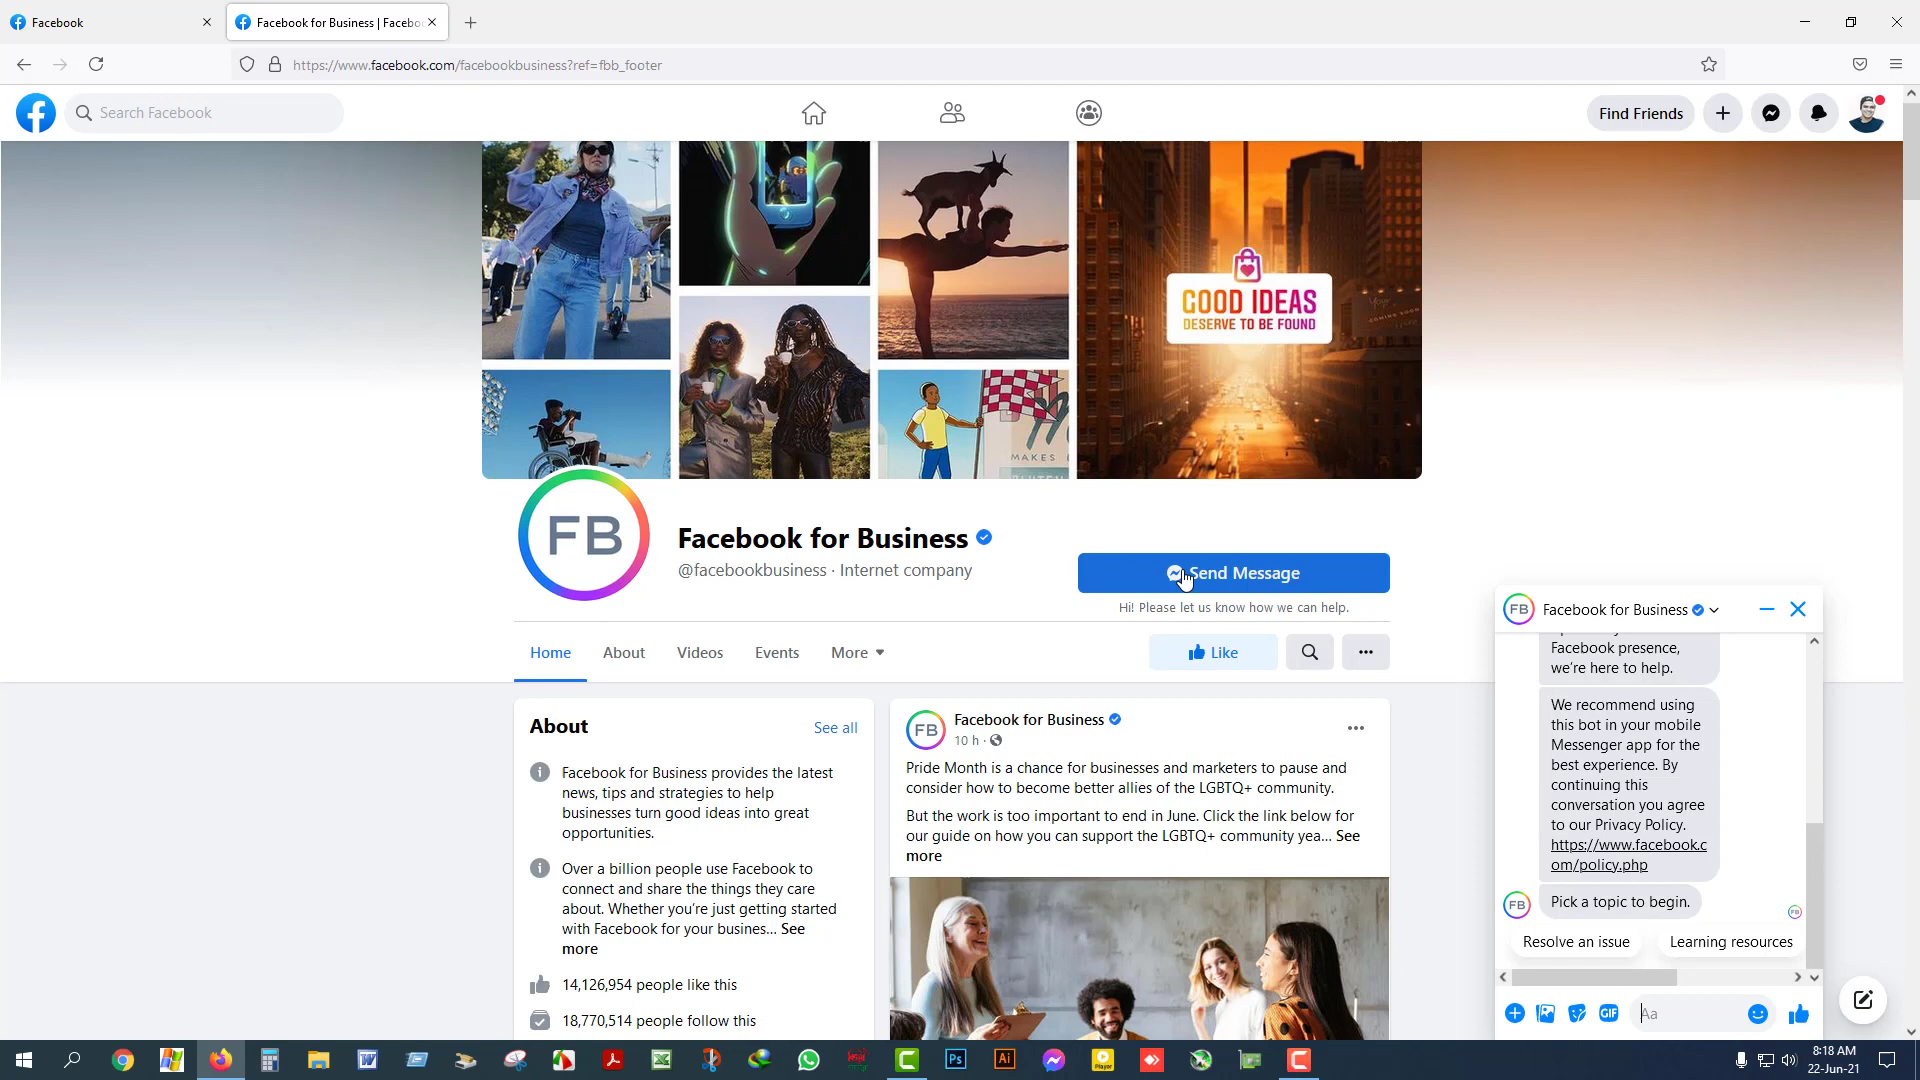 Facebook
Facebook for Business | Facebo
https://www.facebook.com/facebookbusiness?ref=fbb_footer
Search Facebook
Find Friends
GOOD IDEAS
DESERVE TO BE FOUND
MAKES
FB
Facebook for Business
@facebookbusiness · Internet company
Send Message
Hi! Please let us know how we can help.
Home
About
Videos
Events
More
Like
About
See all
Facebook for Business provides the latest
news, tips and strategies to help
businesses turn good ideas into great
opportunities.
Over a billion people use Facebook to
connect and share the things they care
about. Whether you're just getting started
with Facebook for your busines... See
more
14,126,954 people like this
18,770,514 people follow this
FB
Facebook for Business
10 h ·
Pride Month is a chance for businesses and marketers to pause and
consider how to become better allies of the LGBTQ+ community.
But the work is too important to end in June. Click the link below for
our guide on how you can support the LGBTQ+ community yea... See
more
FB
Facebook for Business
Facebook presence,
we're here to help.
We recommend using
this bot in your mobile
Messenger app for the
best experience. By
continuing this
conversation you agree
to our Privacy Policy.
https://www.facebook.c
om/policy.php
FB
Pick a topic to begin.
FB
Resolve an issue
Learning resources
GIF
Aa
Ps
Ai
Player
8:18 AM
22-Jun-21